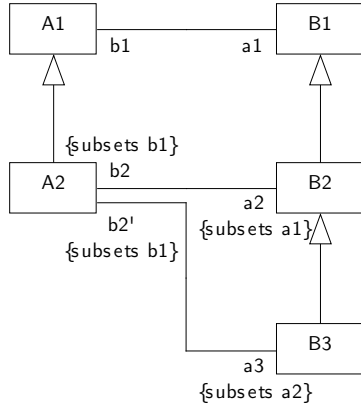 A1
B1
b1
a1
{subsets b1}
A2
b2
B2
a2
b2'
{subsets a1}
{subsets b1}
B3
a3
{subsets a2}